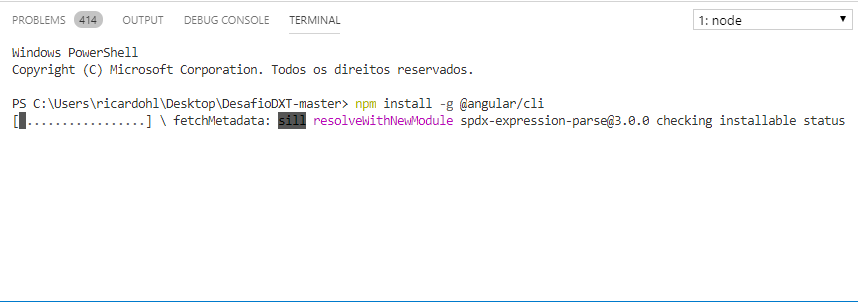 PROBLEMS 414 OUTPUT DEBUG CONSOLE TERMINAL 1: node
Windows PowerShell
Copyright (C) Microsoft Corporation. Todos os direitos reservados.
PS C:\Users\ricardohl\Desktop\DesafioDXT-master> npm install -g @angular/cli
[ .................] \ fetchMetadata: sill resolveWithNewModule spdx-expression-parse@3.0.0 checking installable status